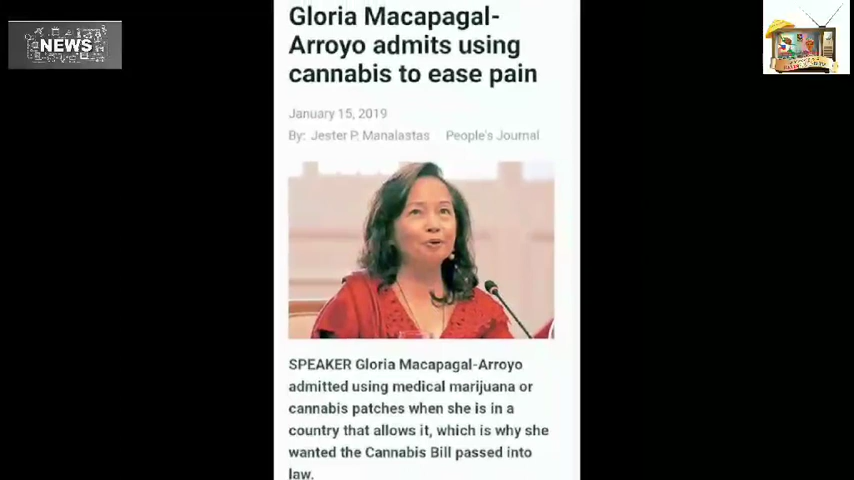 NEWS
Gloria Macapagal-
Arroyo admits using
cannabis to ease pain
January 15, 2019
By: Jester P. Manalastas People's Journal
SPEAKER Gloria Macapagal-Arroyo
admitted using medical marijuana or
cannabis patches when she is in a
country that allows it, which is why she
wanted the Cannabis Bill passed into
law.